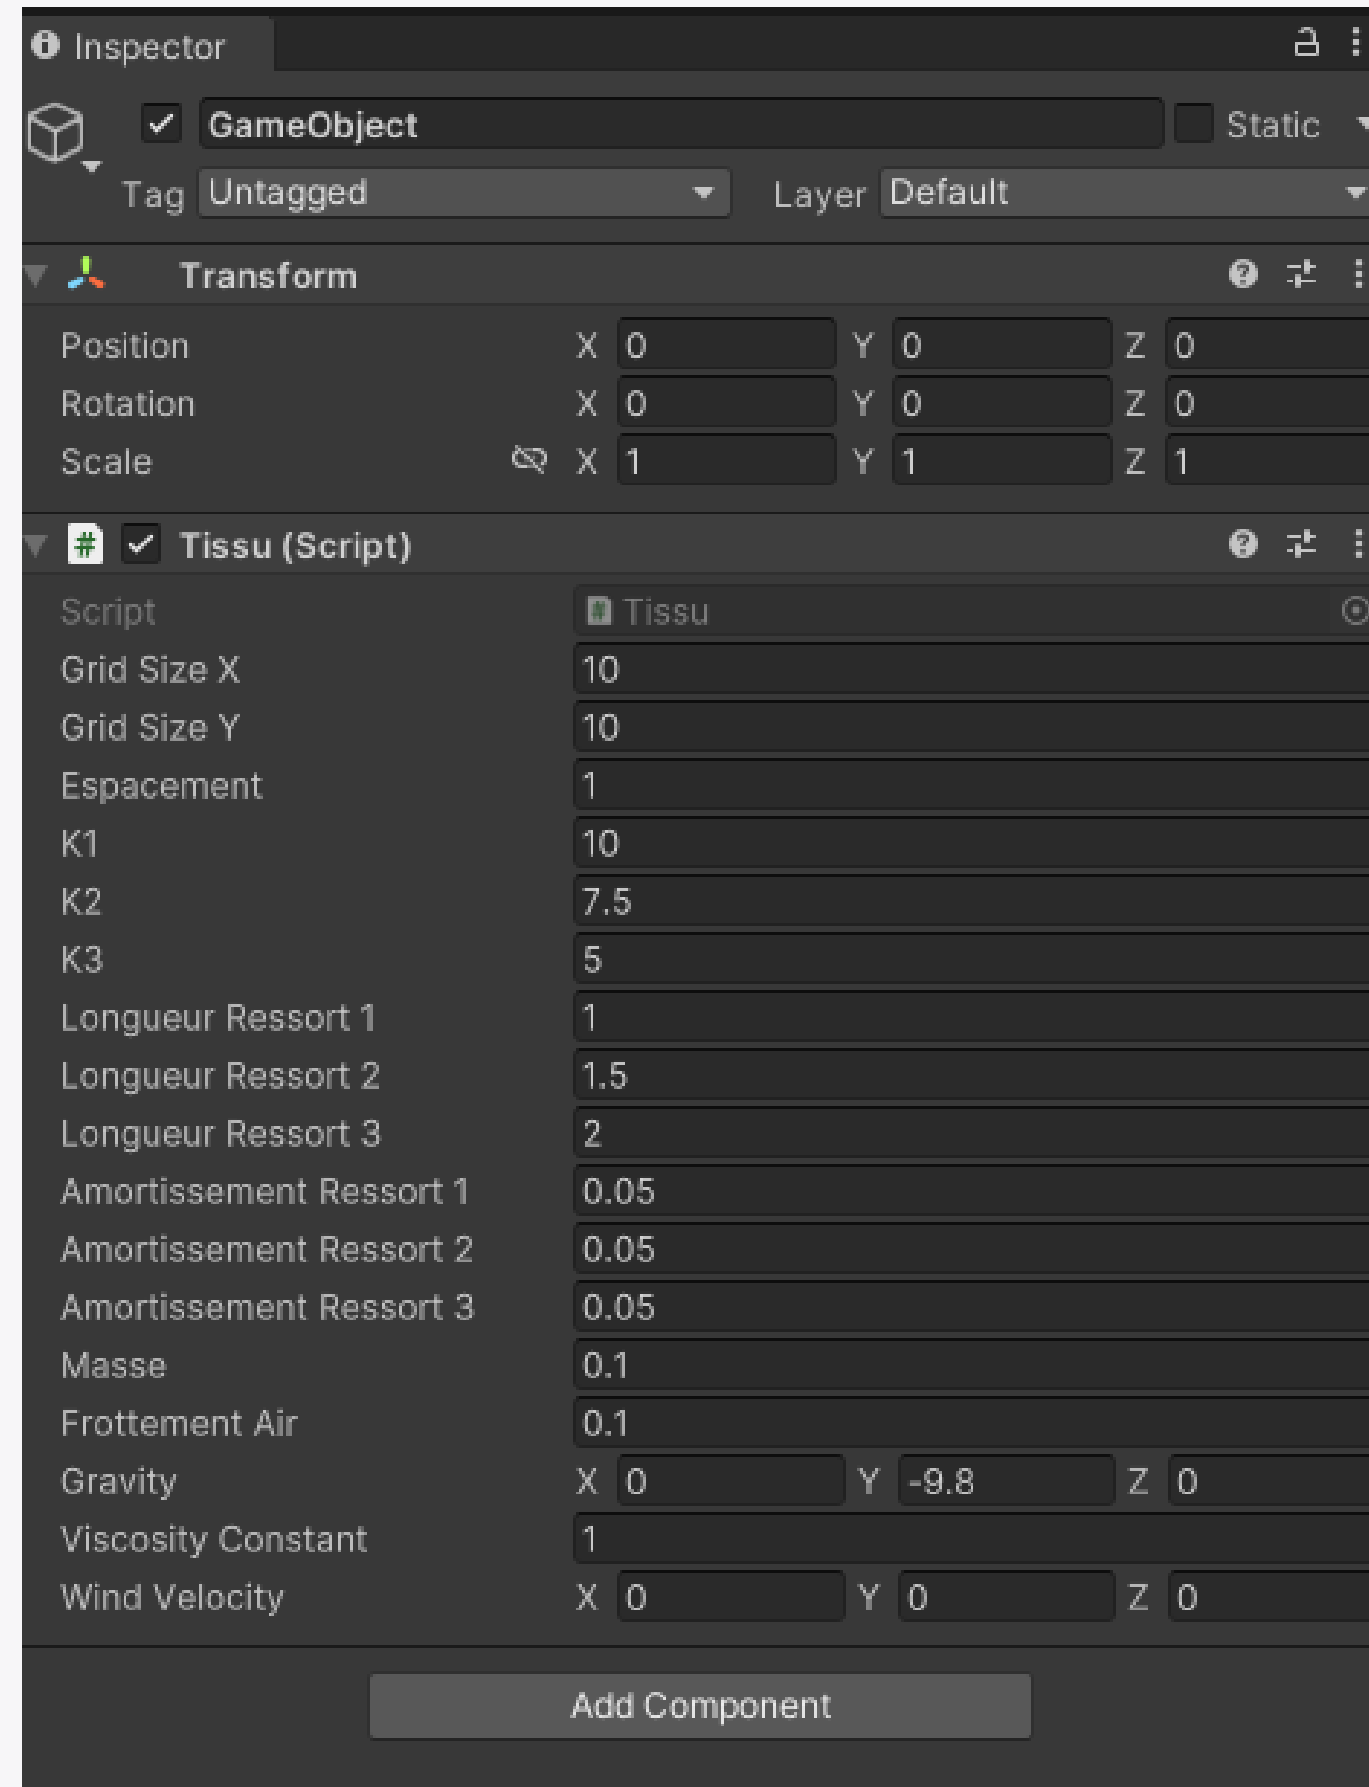 Inspector
GameObject Static
Tag Untagged Layer Default
Transform
Position X 0 Y 0 Z 0
Rotation X 0 Y 0 Z 0
Scale X 1 Y 1 Z 1
# Tissu (Script)
Script # Tissu
Grid Size X 10
Grid Size Y 10
Espacement 1
K1 10
K2 7.5
K3 5
Longueur Ressort 1 1
Longueur Ressort 2 1.5
Longueur Ressort 3 2
Amortissement Ressort 1 0.05
Amortissement Ressort 2 0.05
Amortissement Ressort 3 0.05
Masse 0.1
Frottement Air 0.1
Gravity X 0 Y -9.8 Z 0
Viscosity Constant 1
Wind Velocity X 0 Y 0 Z 0
Add Component